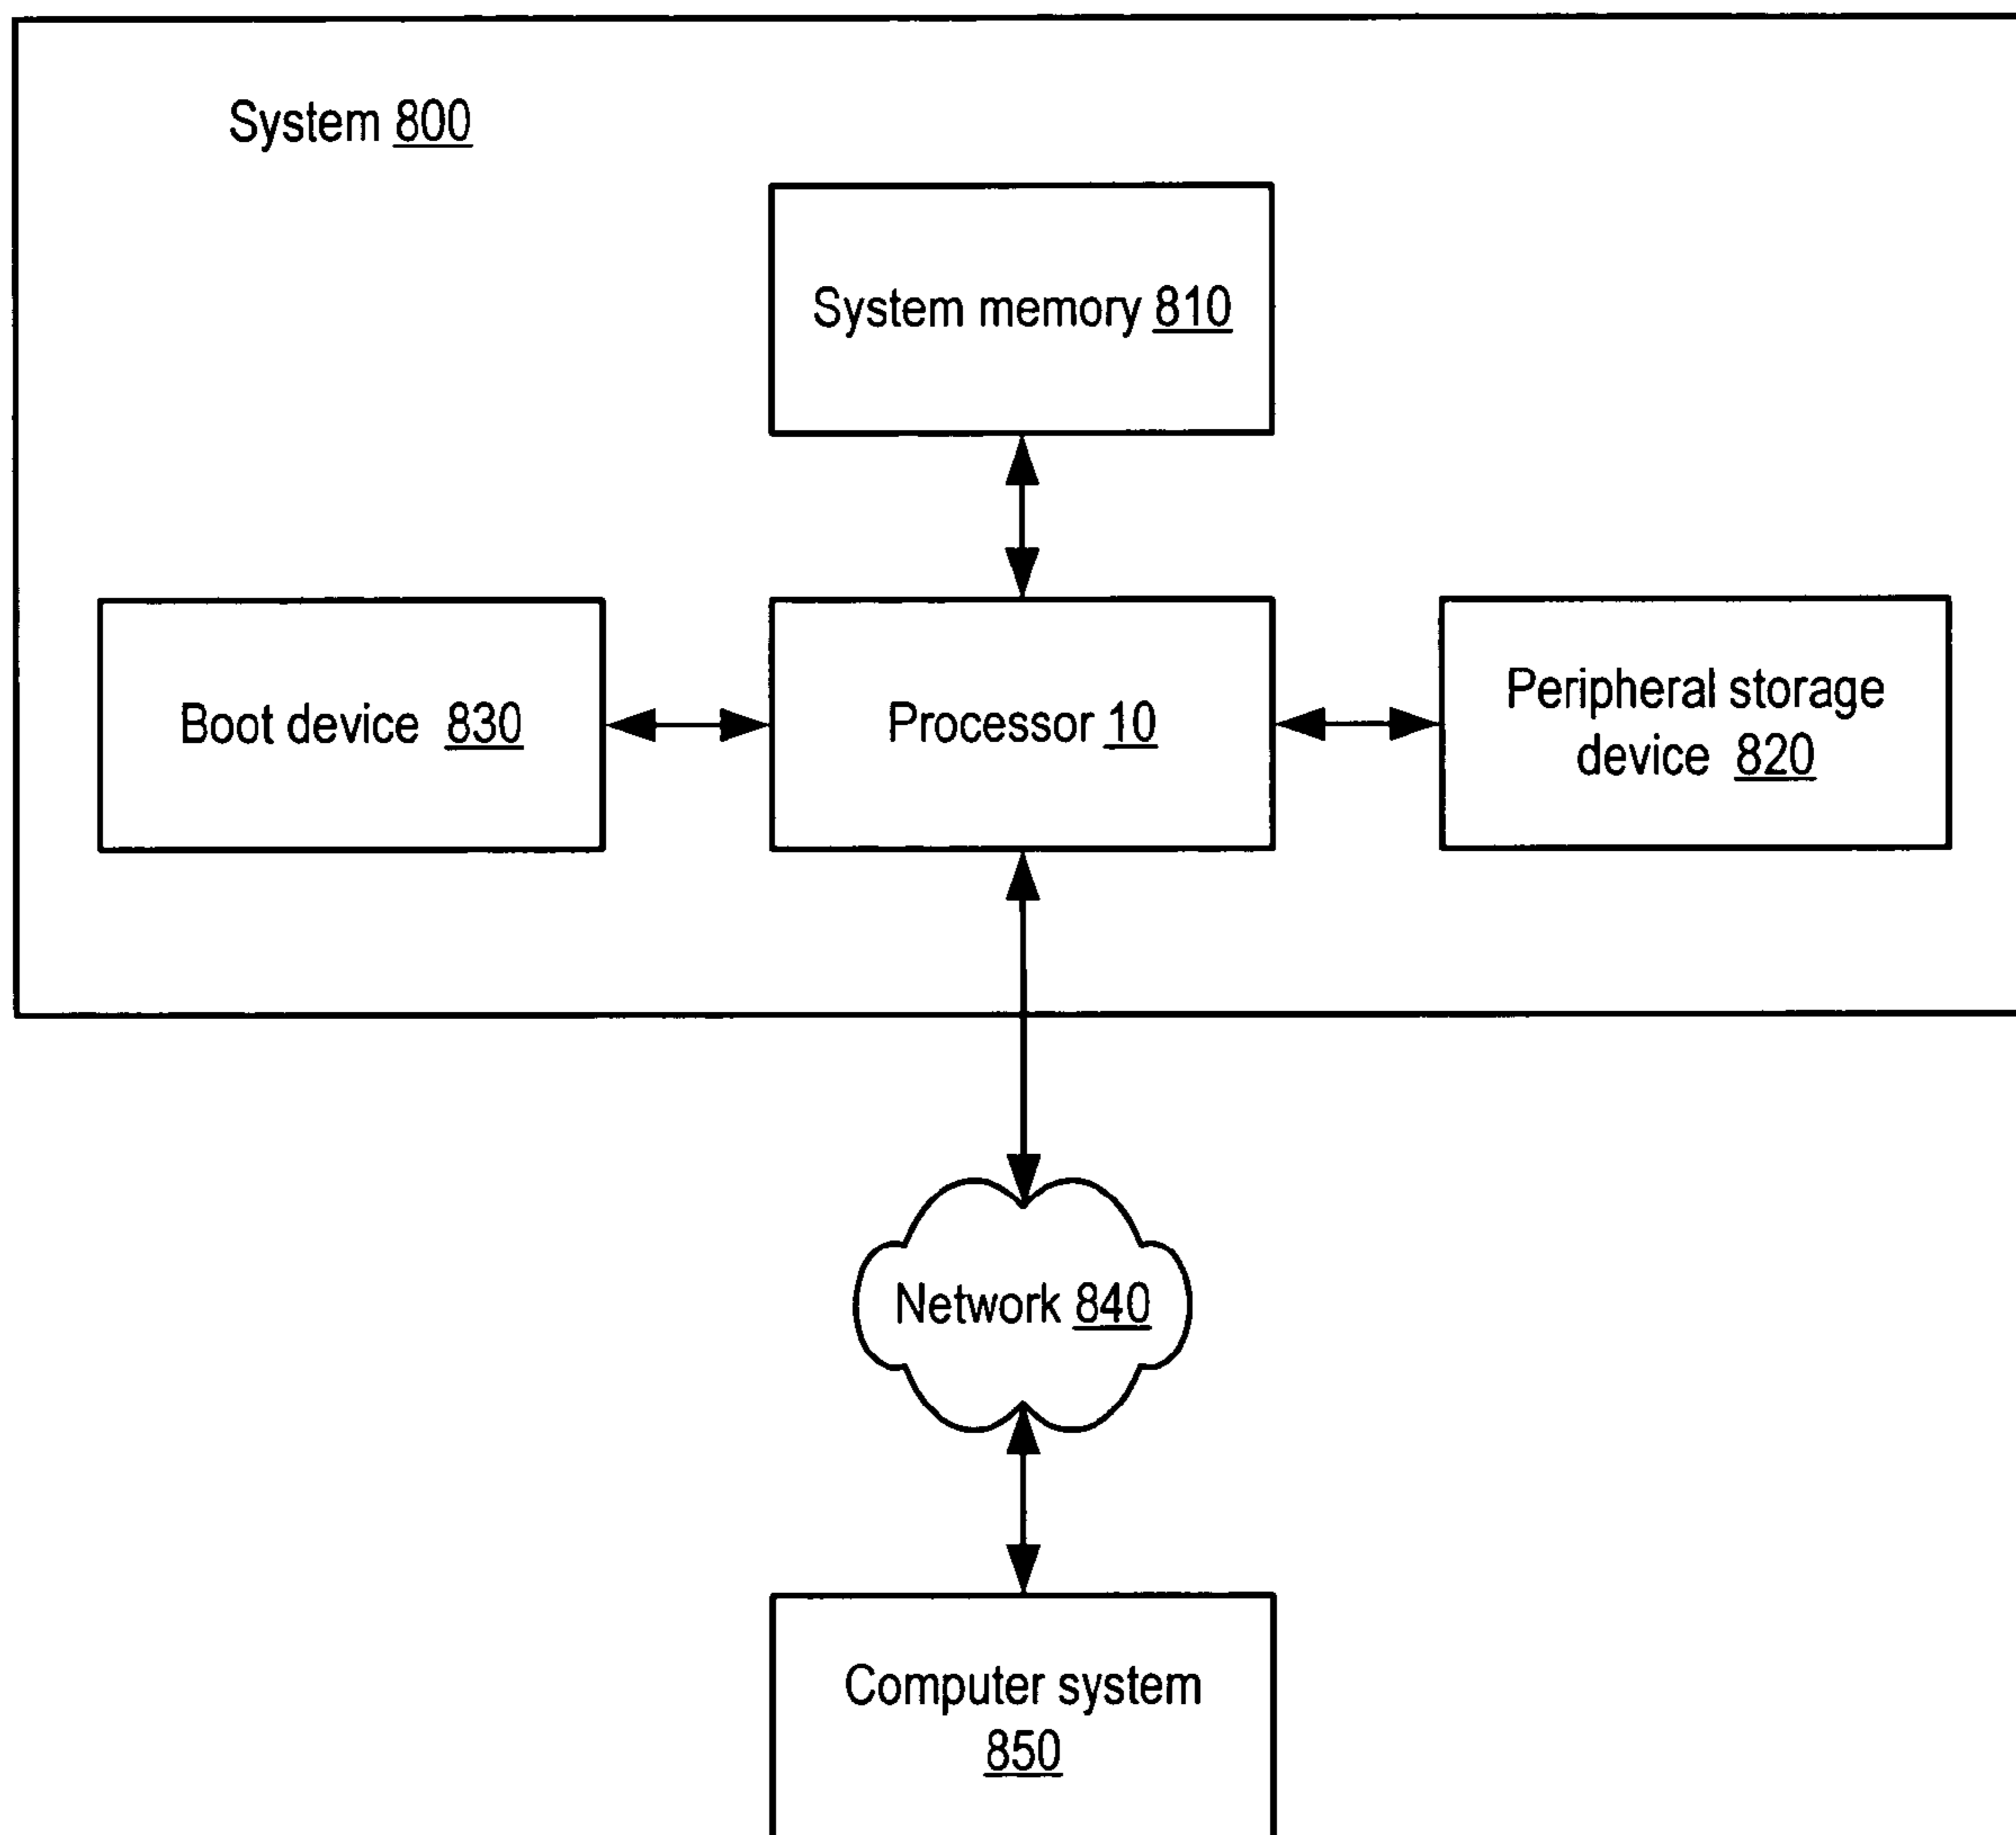 System 800
System memory 810
Boot device 830
Processor 10
Peripheral storage
device 820
Network 840
Computer system
850